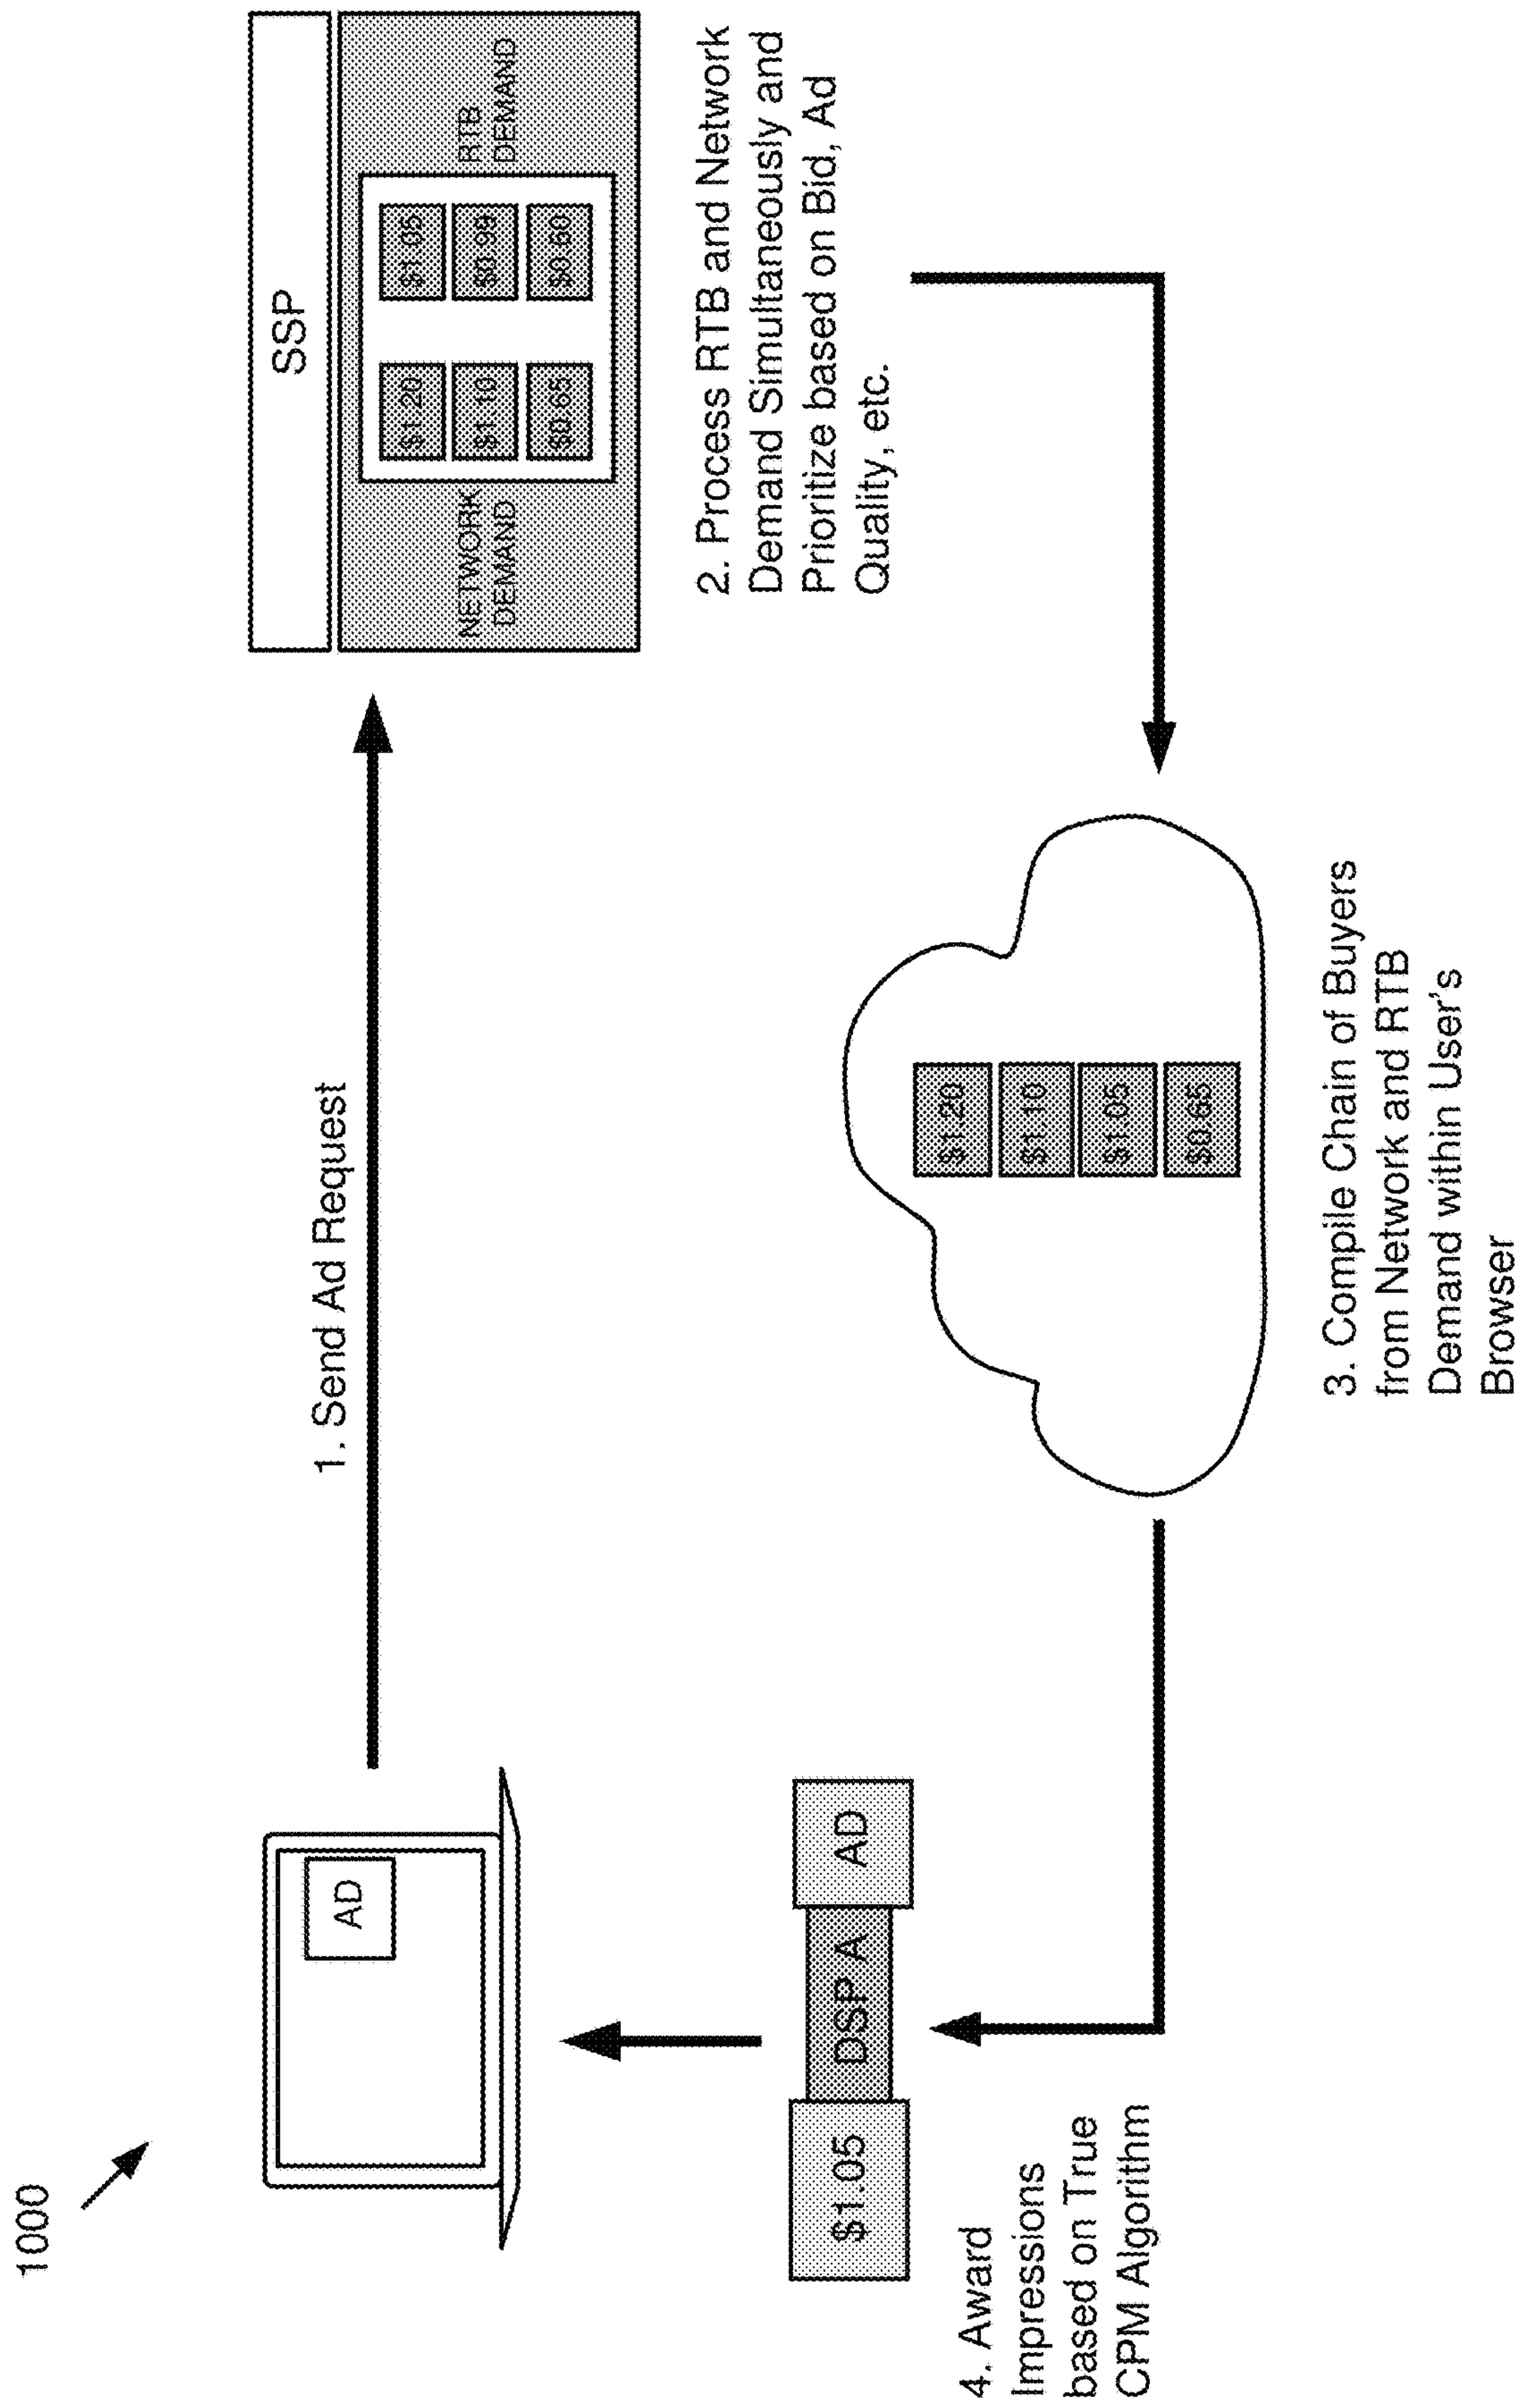 1000
AD
1. Send Ad Request
SSP
NETWORK
DEMAND
$1.20
$1.10
$0.65
$1.05
$0.99
$0.60
RTB
DEMAND
2. Process RTB and Network
Demand Simultaneously and
Prioritize based on Bid, Ad
Quality, etc.
$1.20
$1.10
$1.05
$0.65
3. Compile Chain of Buyers
from Network and RTB
Demand within User's
Browser
$1.05
DSP A
AD
4. Award
Impressions
based on True
CPM Algorithm